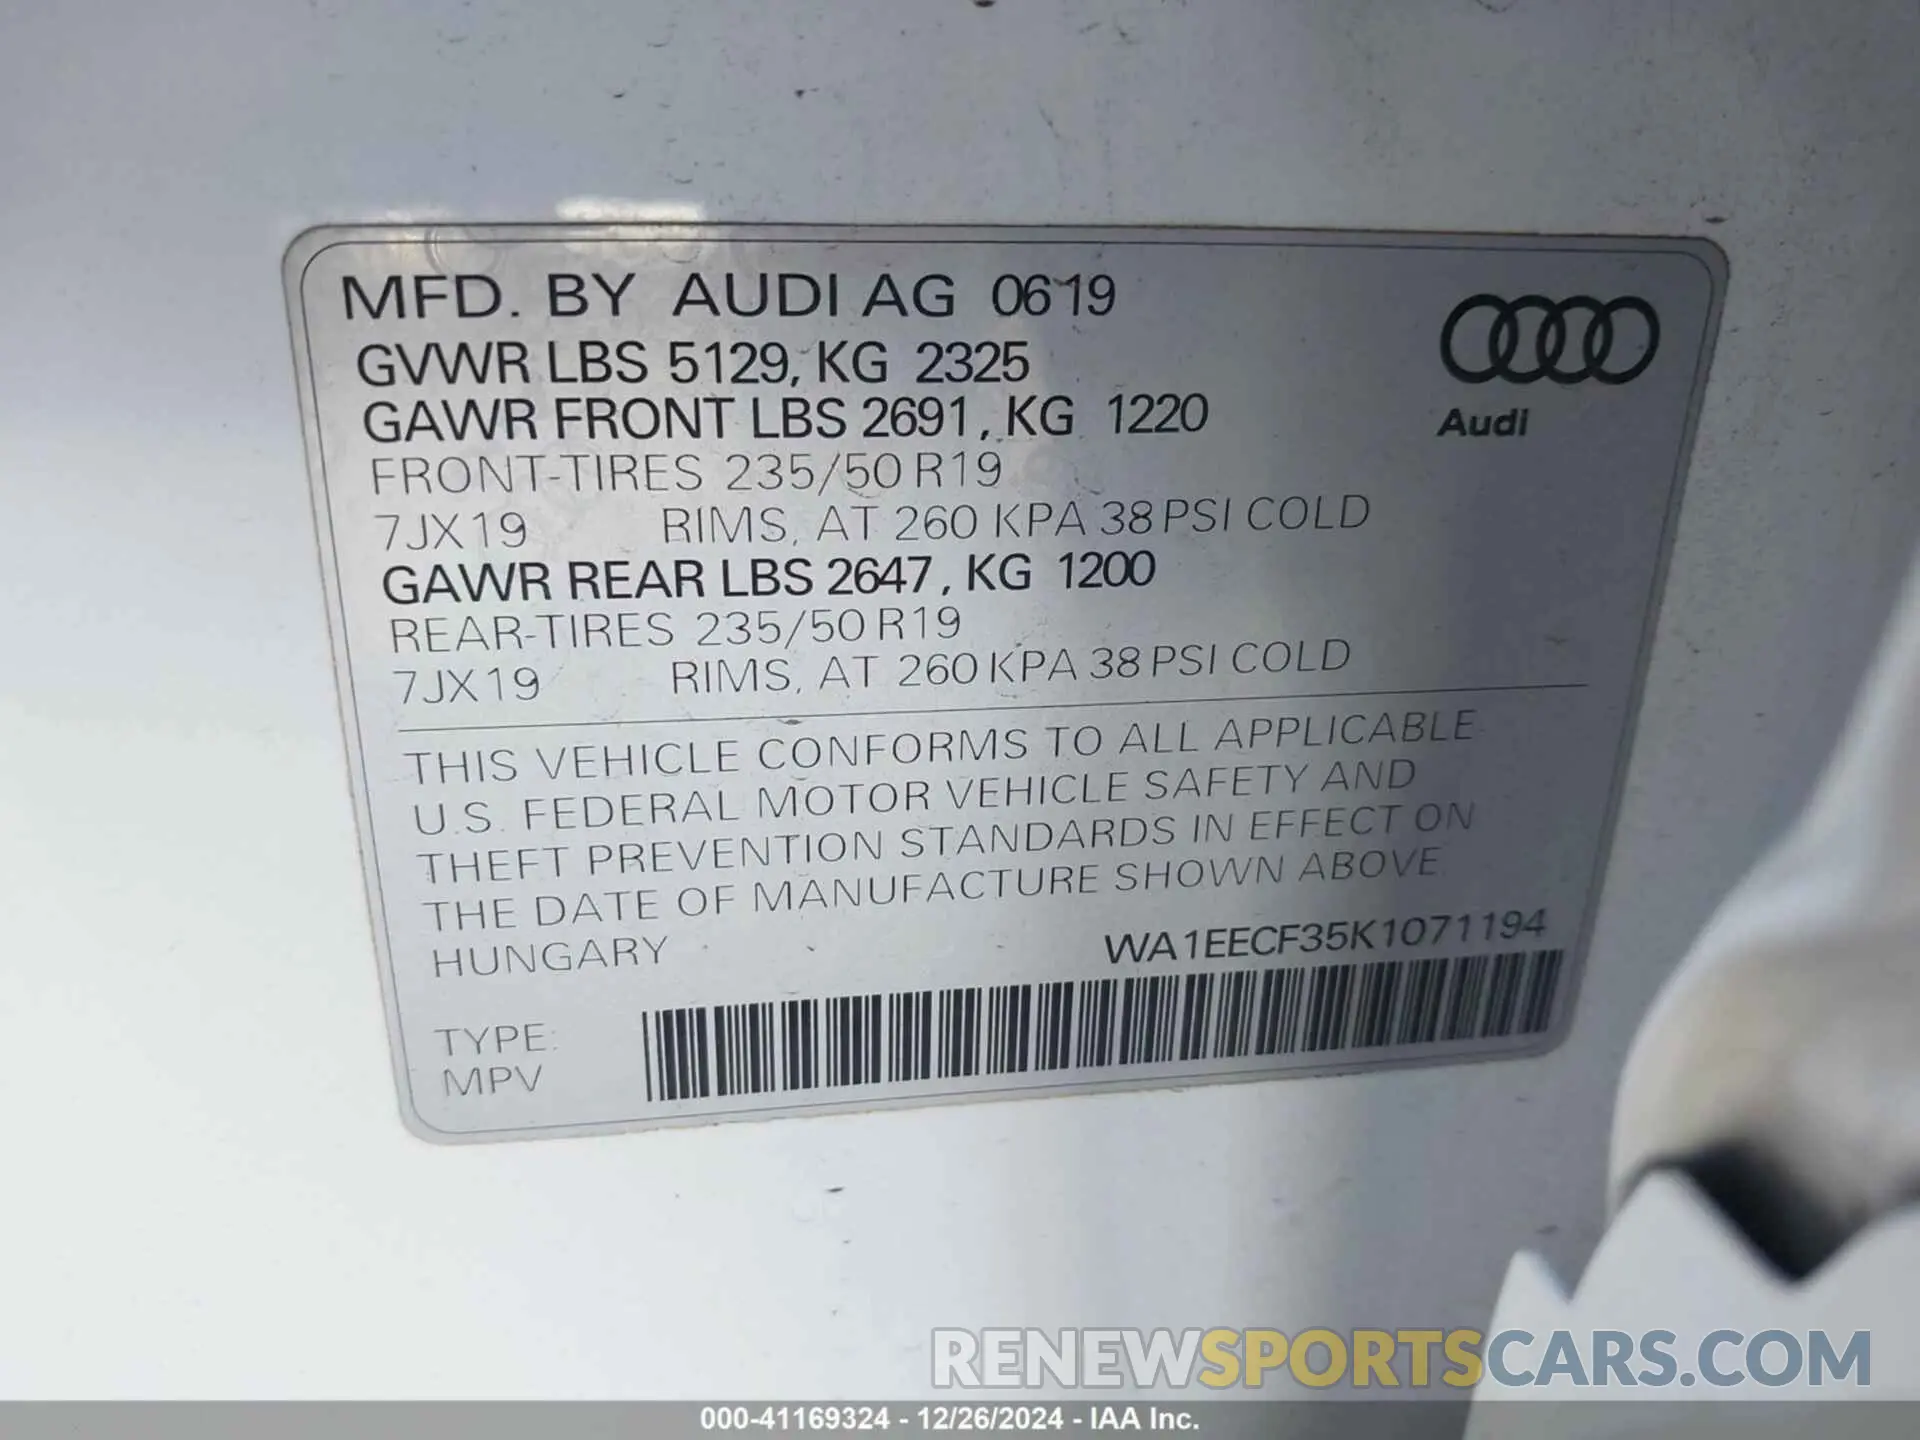 MFD. BY AUDI AG 06 19
GVWR LBS 5129, KG 2325
GAWR FRONT LBS 2691, KG 1220
FRONT-TIRES 235/50 R19
7JX19 RIMS, AT 260 KPA 38 PSI COLD
GAWR REAR LBS 2647, KG 1200
REAR-TIRES 235/50 R19
7JX19 RIMS, AT 260 KPA 38 PSI COLD
Audi
THIS VEHICLE CONFORMS TO ALL APPLICABLE
U.S. FEDERAL MOTOR VEHICLE SAFETY AND
THEFT PREVENTION STANDARDS IN EFFECT ON
THE DATE OF MANUFACTURE SHOWN ABOVE
HUNGARY WA1EECF35K1071194
TYPE:
MPV
RENEWSPORTSCARS.COM
000-41169324 - 12/26/2024 - IAA Inc.